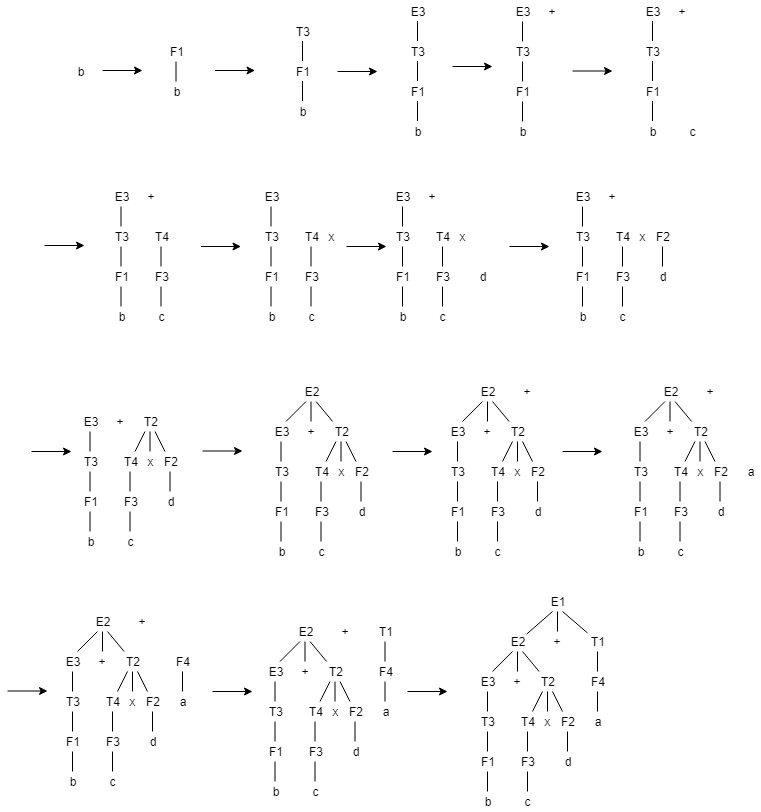 E3 E3 + E3 +
T3
F1 T3 T3 T3
b F1
b F1 F1 F1
b
b b b c
E3 + E3 E3 + E3 +
T3 T4 T3 T4 x T3 T4 x T3 T4 x F2
F1 F3 F1 F3 F1 F3 d F1 F3 d
b c b c b c b c
E2 E2 + E2 +
E3 + T2
E3 + T2 E3 + T2 E3 + T2
T3 T4 x F2
T3 T4 x F2 T3 T4 x F2 T3 T4 x F2 a
F1 F3 d
F1 F3 d F1 F3 d F1 F3 d
b c
b c b c b c
E1
E2 +
E2 + T1
E2 + T1
E3 + T2 F4
E3 + T2 F4
E3 + T2 F4
T3 T4 x F2 a
T3 T4 x F2 a
T3 T4 x F2 a
F1 F3 d
F1 F3 d
F1 F3 d
b c
b c
b c